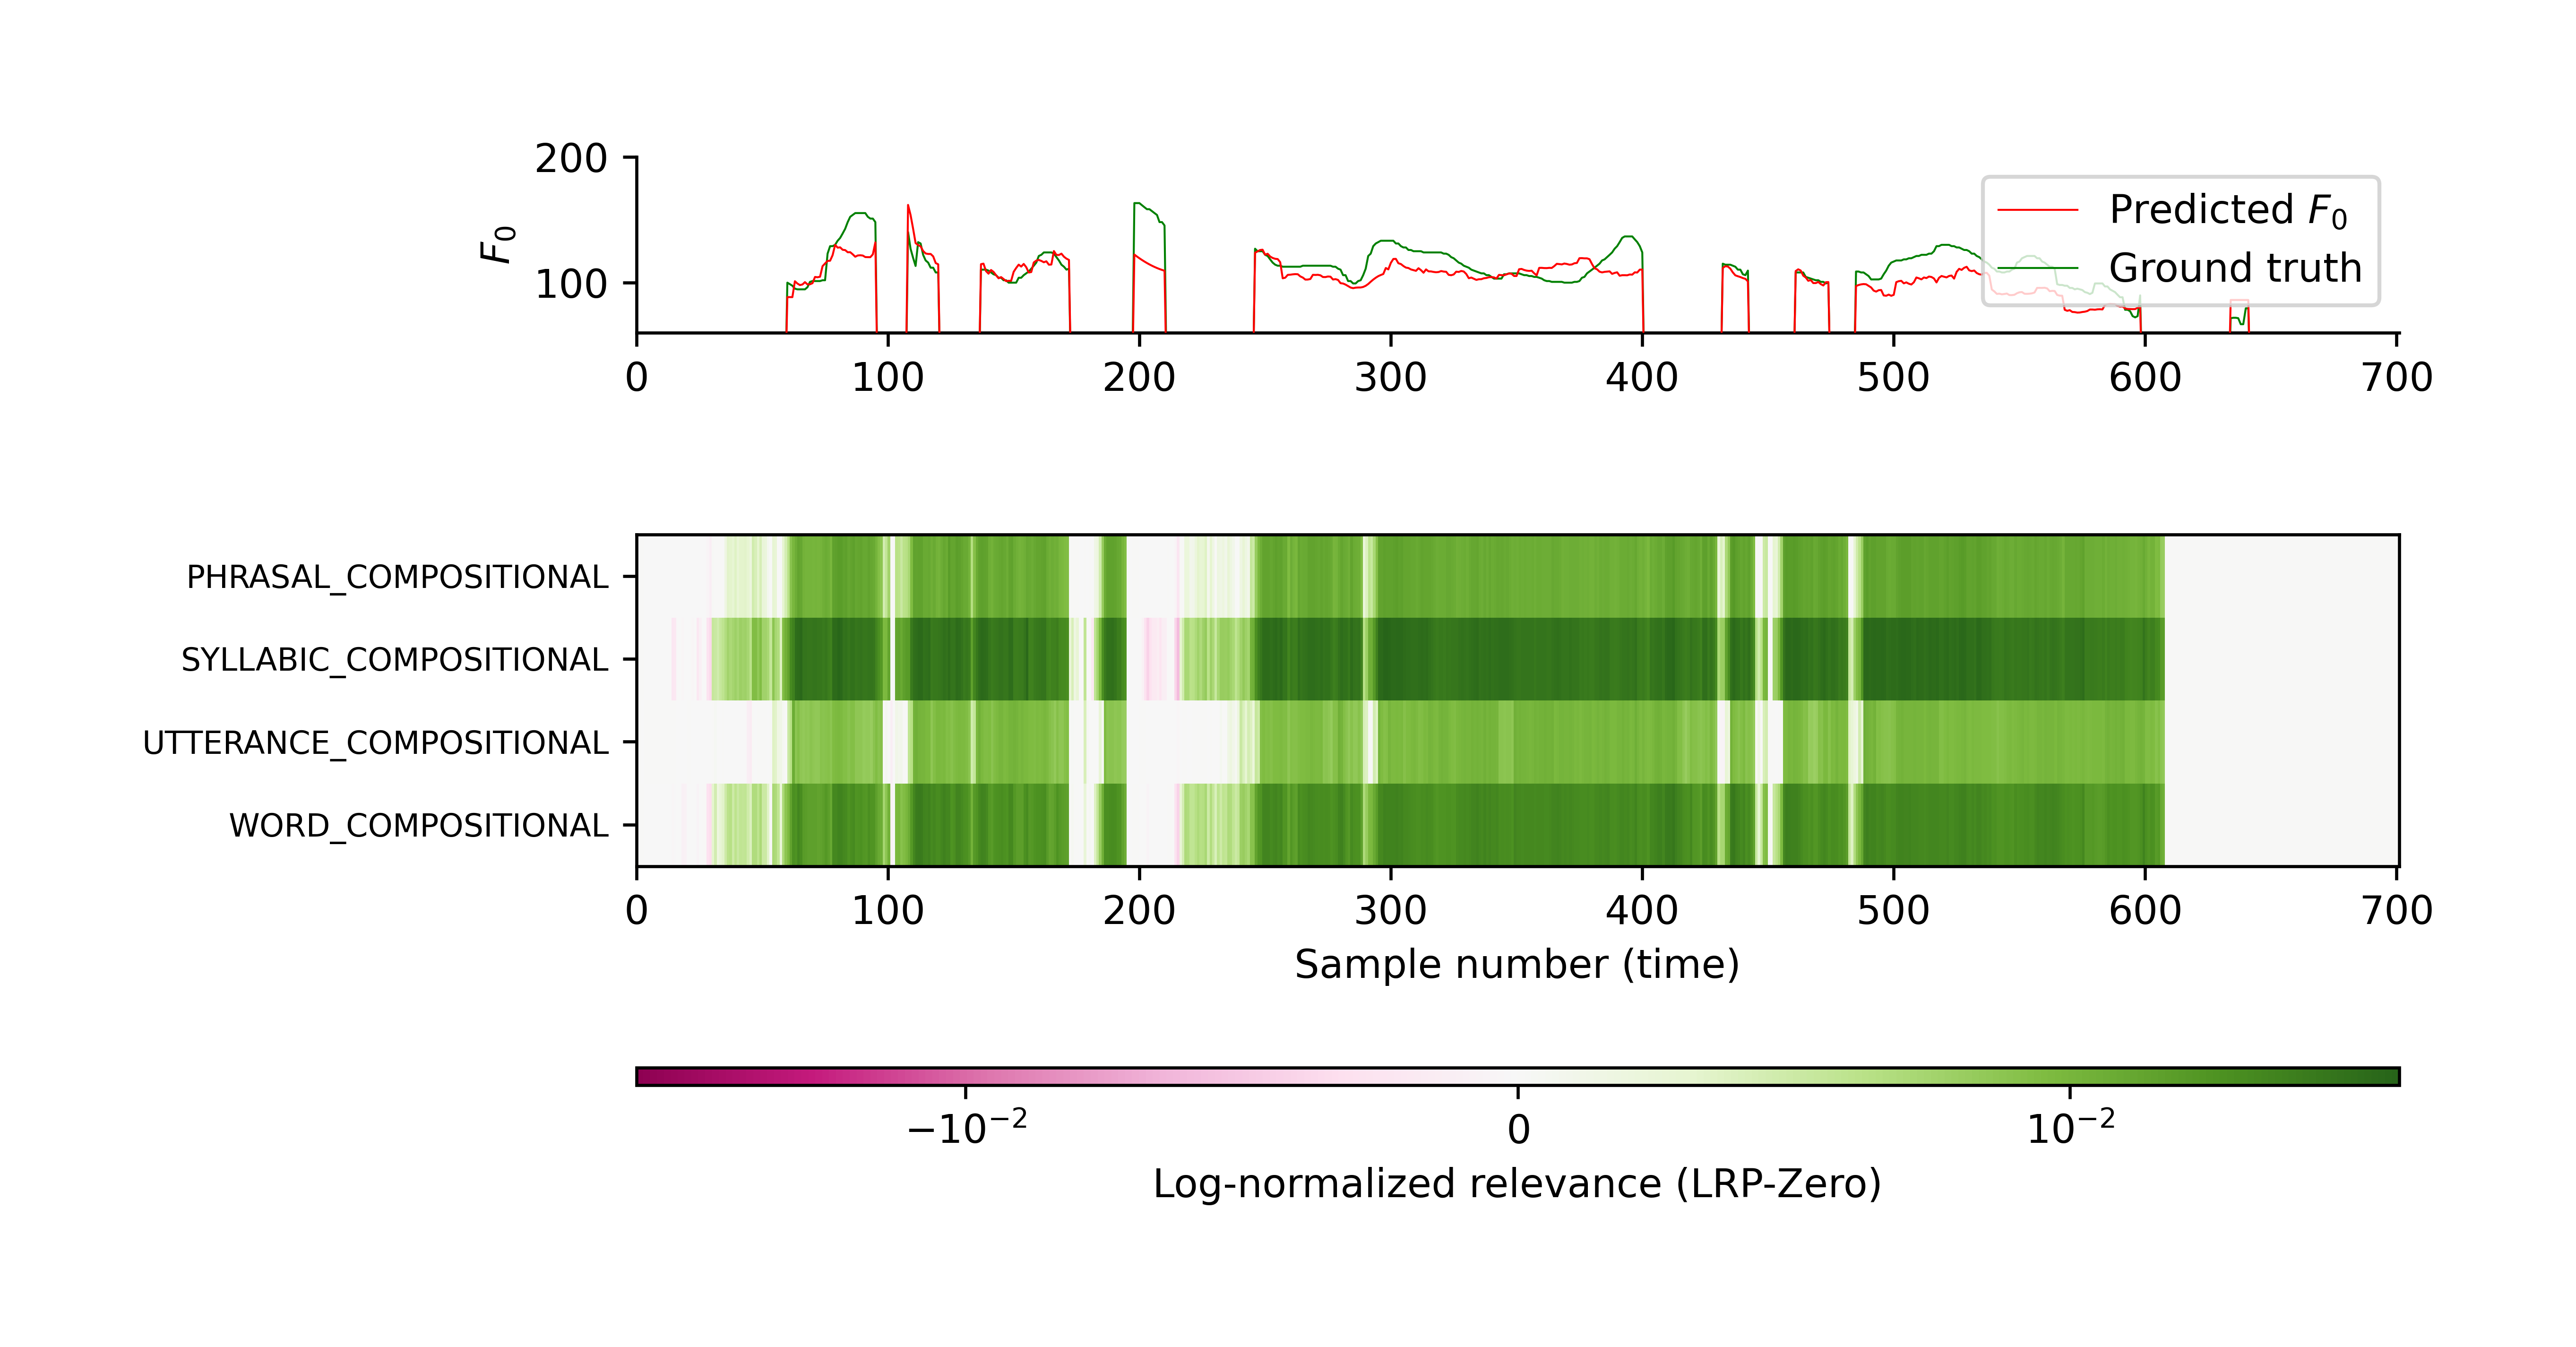 200
100
F₀
Predicted F₀
Ground truth
0 100 200 300 400 500 600 700
PHRASAL_COMPOSITIONAL
SYLLABIC_COMPOSITIONAL
UTTERANCE_COMPOSITIONAL
WORD_COMPOSITIONAL
0 100 200 300 400 500 600 700
Sample number (time)
−10⁻² 0 10⁻²
Log-normalized relevance (LRP-Zero)